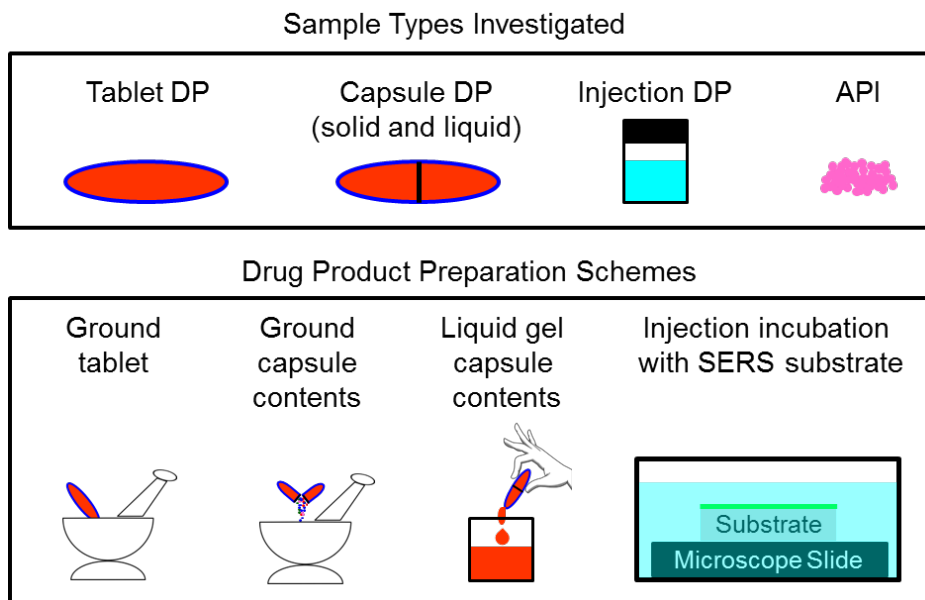 Sample Types Investigated
Tablet DP
Capsule DP
(solid and liquid)
Injection DP
API
Drug Product Preparation Schemes
Ground
tablet
Ground
capsule
contents
Liquid gel
capsule
contents
Injection incubation
with SERS substrate
Substrate
Microscope Slide